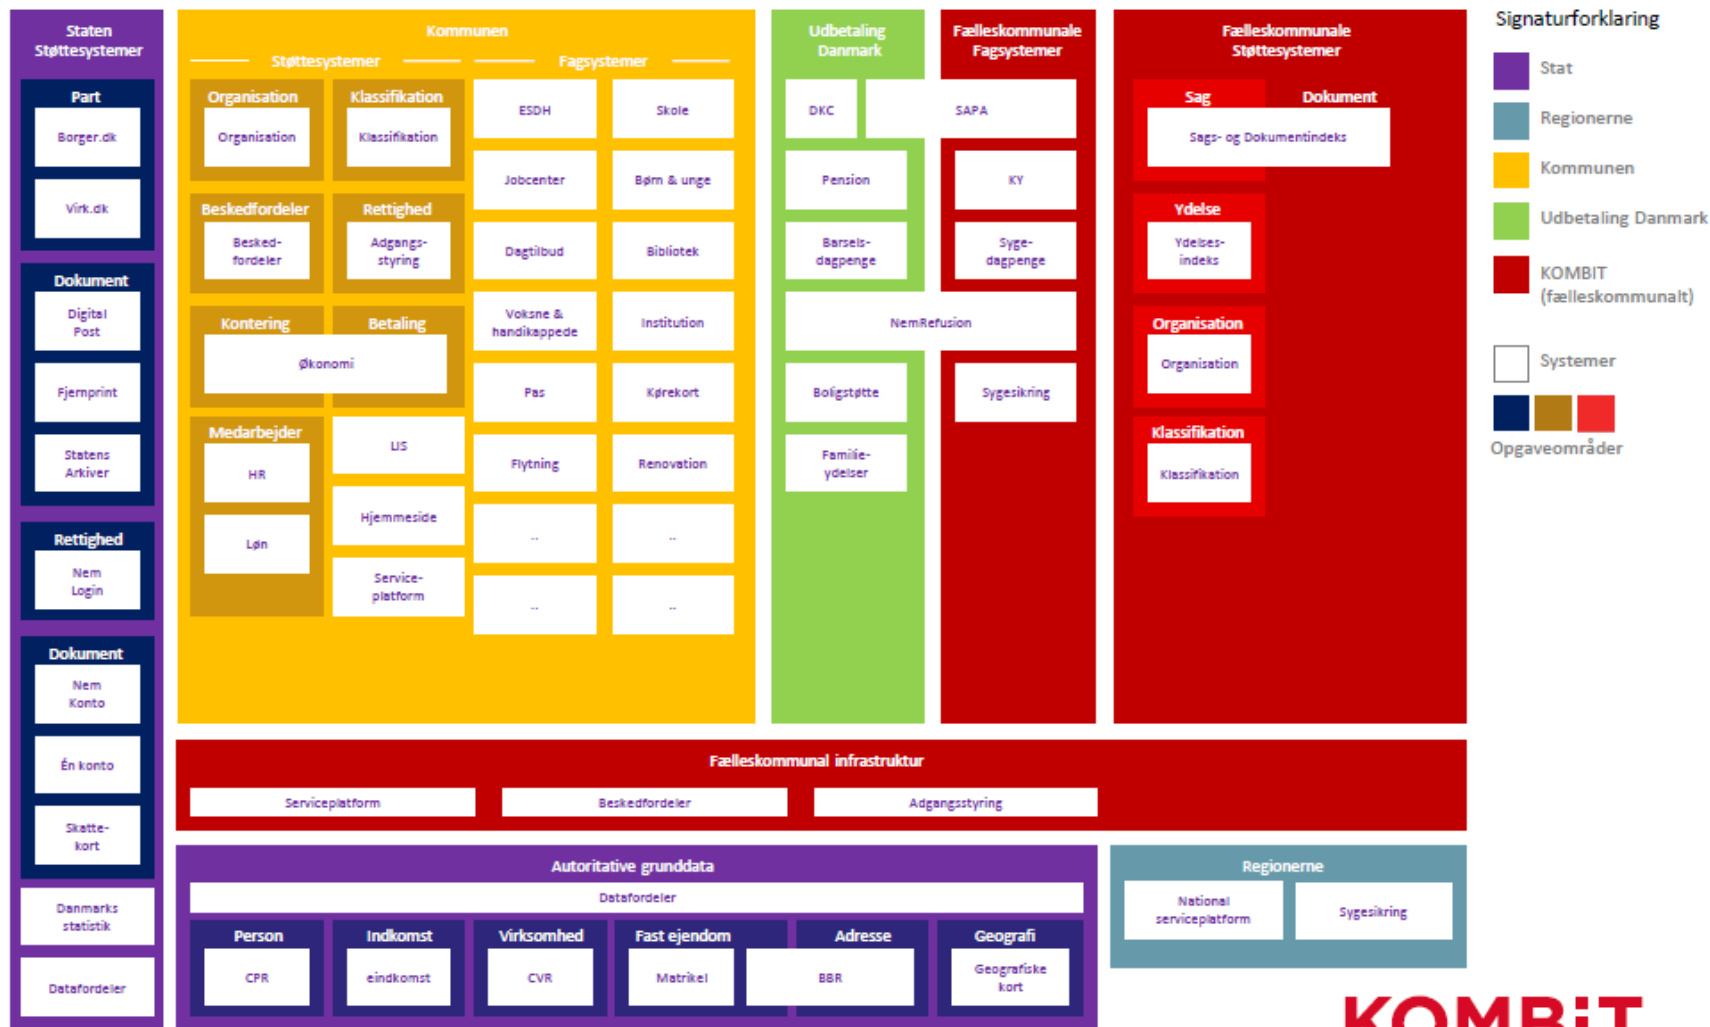 Staten
Støttesystemer
Part
Borger.dk
Virk.dk
Dokument
Digital
Post
Fjernprint
Statens
Arkiver
Rettighed
Nem
Login
Dokument
Nem
Konto
Én konto
Skatte-
kort
Danmarks
statistik
Datafordeler
Kommunen
Støttesystemer
Fagsystemer
Organisation
Organisation
Klassifikation
Klassifikation
Beskedfordeler
Besked-
fordeler
Rettighed
Adgangs-
styring
Kontering
Betaling
Økonomi
Medarbejder
HR
Løn
LIS
Hjemmeside
Service-
platform
ESDH
Skole
Jobcenter
Børn & unge
Dagtilbud
Bibliotek
Voksne &
handikappede
Institution
Pas
Kørekort
Flytning
Renovation
..
..
..
..
Udbetaling
Danmark
Fælleskommunale
Fagsystemer
DKC
SAPA
Pension
KY
Barsels-
dagpenge
Syge-
dagpenge
NemRefusion
Boligstøtte
Sygesikring
Familie-
ydelser
Fælleskommunale
Støttesystemer
Sag
Dokument
Sags- og Dokumentindeks
Ydelse
Ydelses-
indeks
Organisation
Organisation
Klassifikation
Klassifikation
Fælleskommunal infrastruktur
Serviceplatform
Beskedfordeler
Adgangsstyring
Autoritative grunddata
Datafordeler
Person
CPR
Indkomst
eindkomst
Virksomhed
CVR
Fast ejendom
Matrikel
Adresse
BBR
Geografi
Geografiske
kort
Regionerne
National
serviceplatform
Sygesikring
Signaturforklaring
Stat
Regionerne
Kommunen
Udbetaling Danmark
KOMBIT
(fælleskommunalt)
Systemer
Opgaveområder
KOMBIT